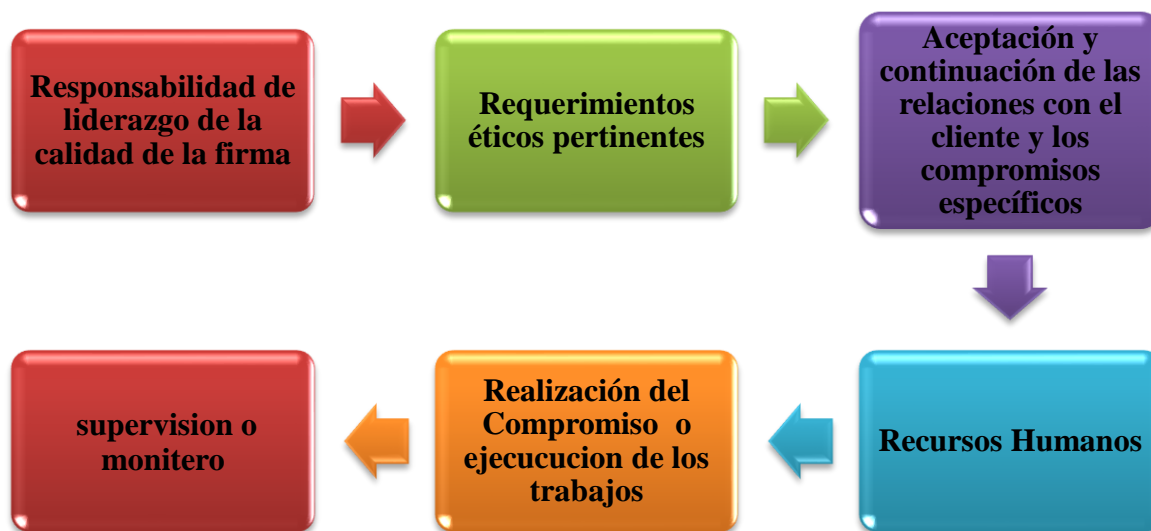 Responsabilidad de
liderazgo de la
calidad de la firma
Requerimientos
éticos pertinentes
Aceptación y
continuación de las
relaciones con el
cliente y los
compromisos
específicos
Recursos Humanos
Realización del
Compromiso o
ejecucucion de los
trabajos
supervision o
monitero